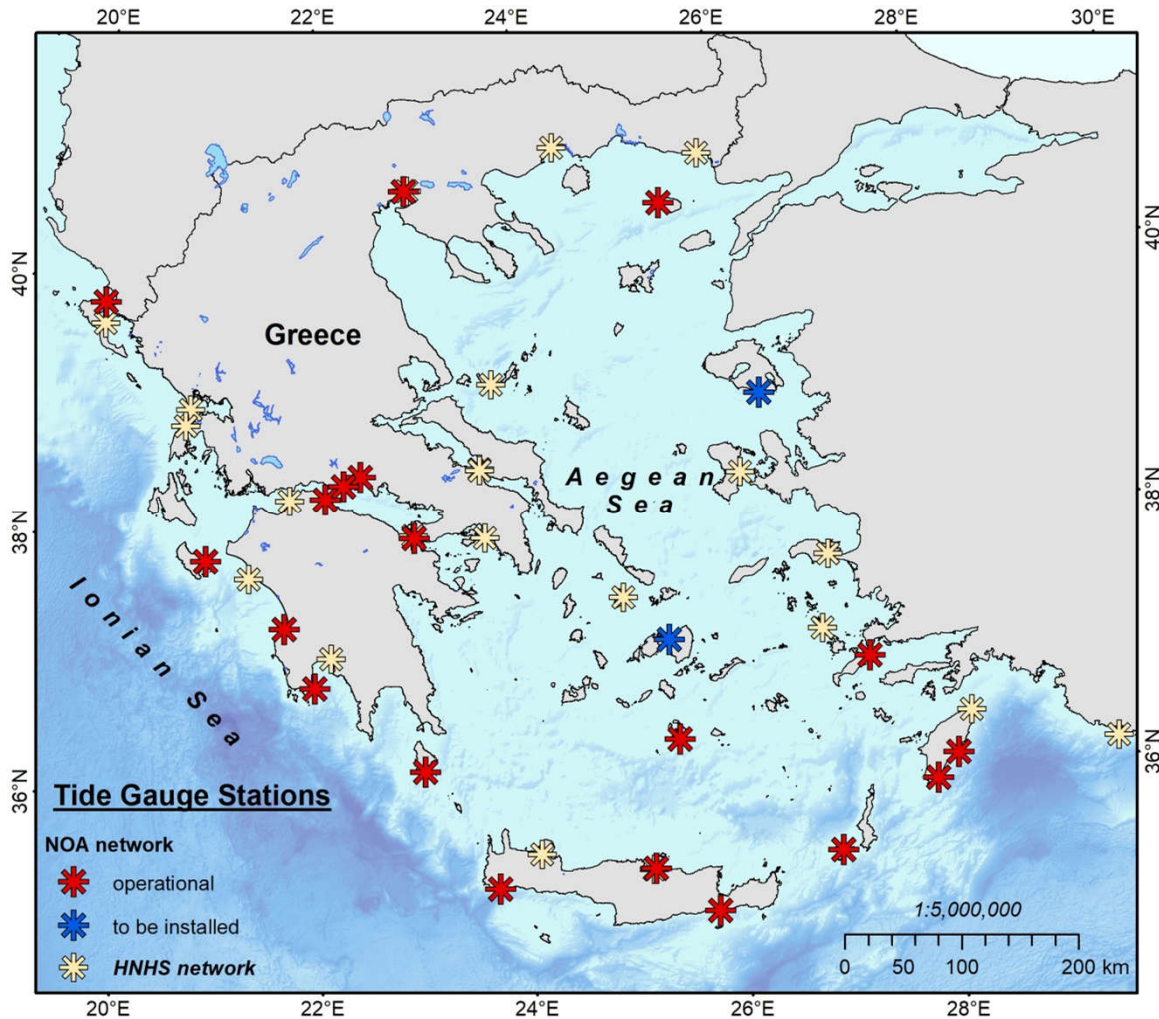 20°E 22°E 24°E 26°E 28°E 30°E
40°N
40°N
Greece
Aegean
Sea
38°N
38°N
Ionian Sea
36°N
36°N
Tide Gauge Stations
NOA network
operational
to be installed
HNHS network
1:5,000,000
0 50 100 200 km
20°E 22°E 24°E 26°E 28°E